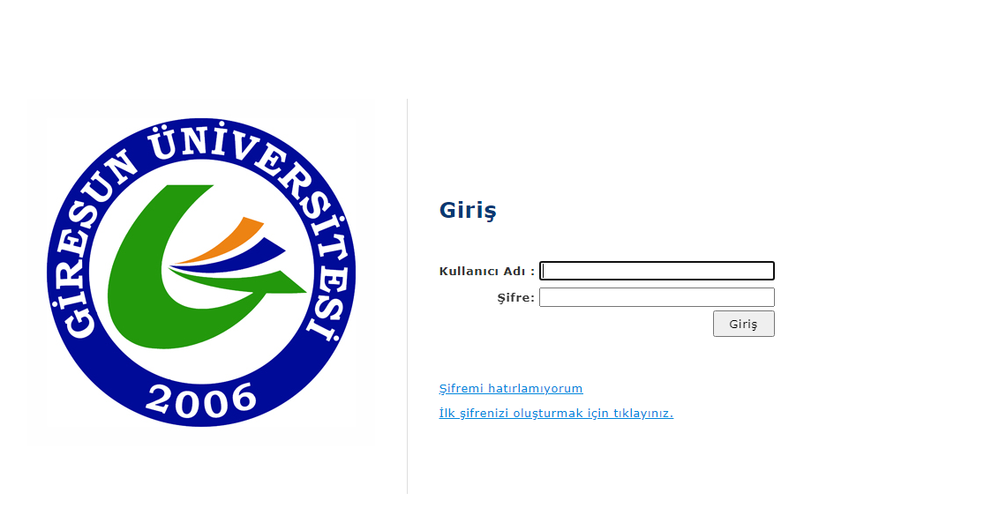 GİRESUN ÜNİVERSİTESİ
2006
Giriş
Kullanıcı Adı :
Şifre:
Giriş
Şifremi hatırlamıyorum
İlk şifrenizi oluşturmak için tıklayınız.